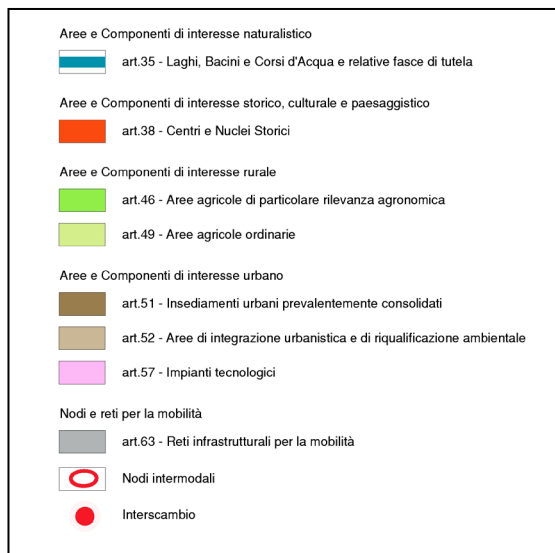 Aree e Componenti di interesse naturalistico
art.35 - Laghi, Bacini e Corsi d'Acqua e relative fasce di tutela
Aree e Componenti di interesse storico, culturale e paesaggistico
art.38 - Centri e Nuclei Storici
Aree e Componenti di interesse rurale
art.46 - Aree agricole di particolare rilevanza agronomica
art.49 - Aree agricole ordinarie
Aree e Componenti di interesse urbano
art.51 - Insediamenti urbani prevalentemente consolidati
art.52 - Aree di integrazione urbanistica e di riqualificazione ambientale
art.57 - Impianti tecnologici
Nodi e reti per la mobilità
art.63 - Reti infrastrutturali per la mobilità
Nodi intermodali
Interscambio